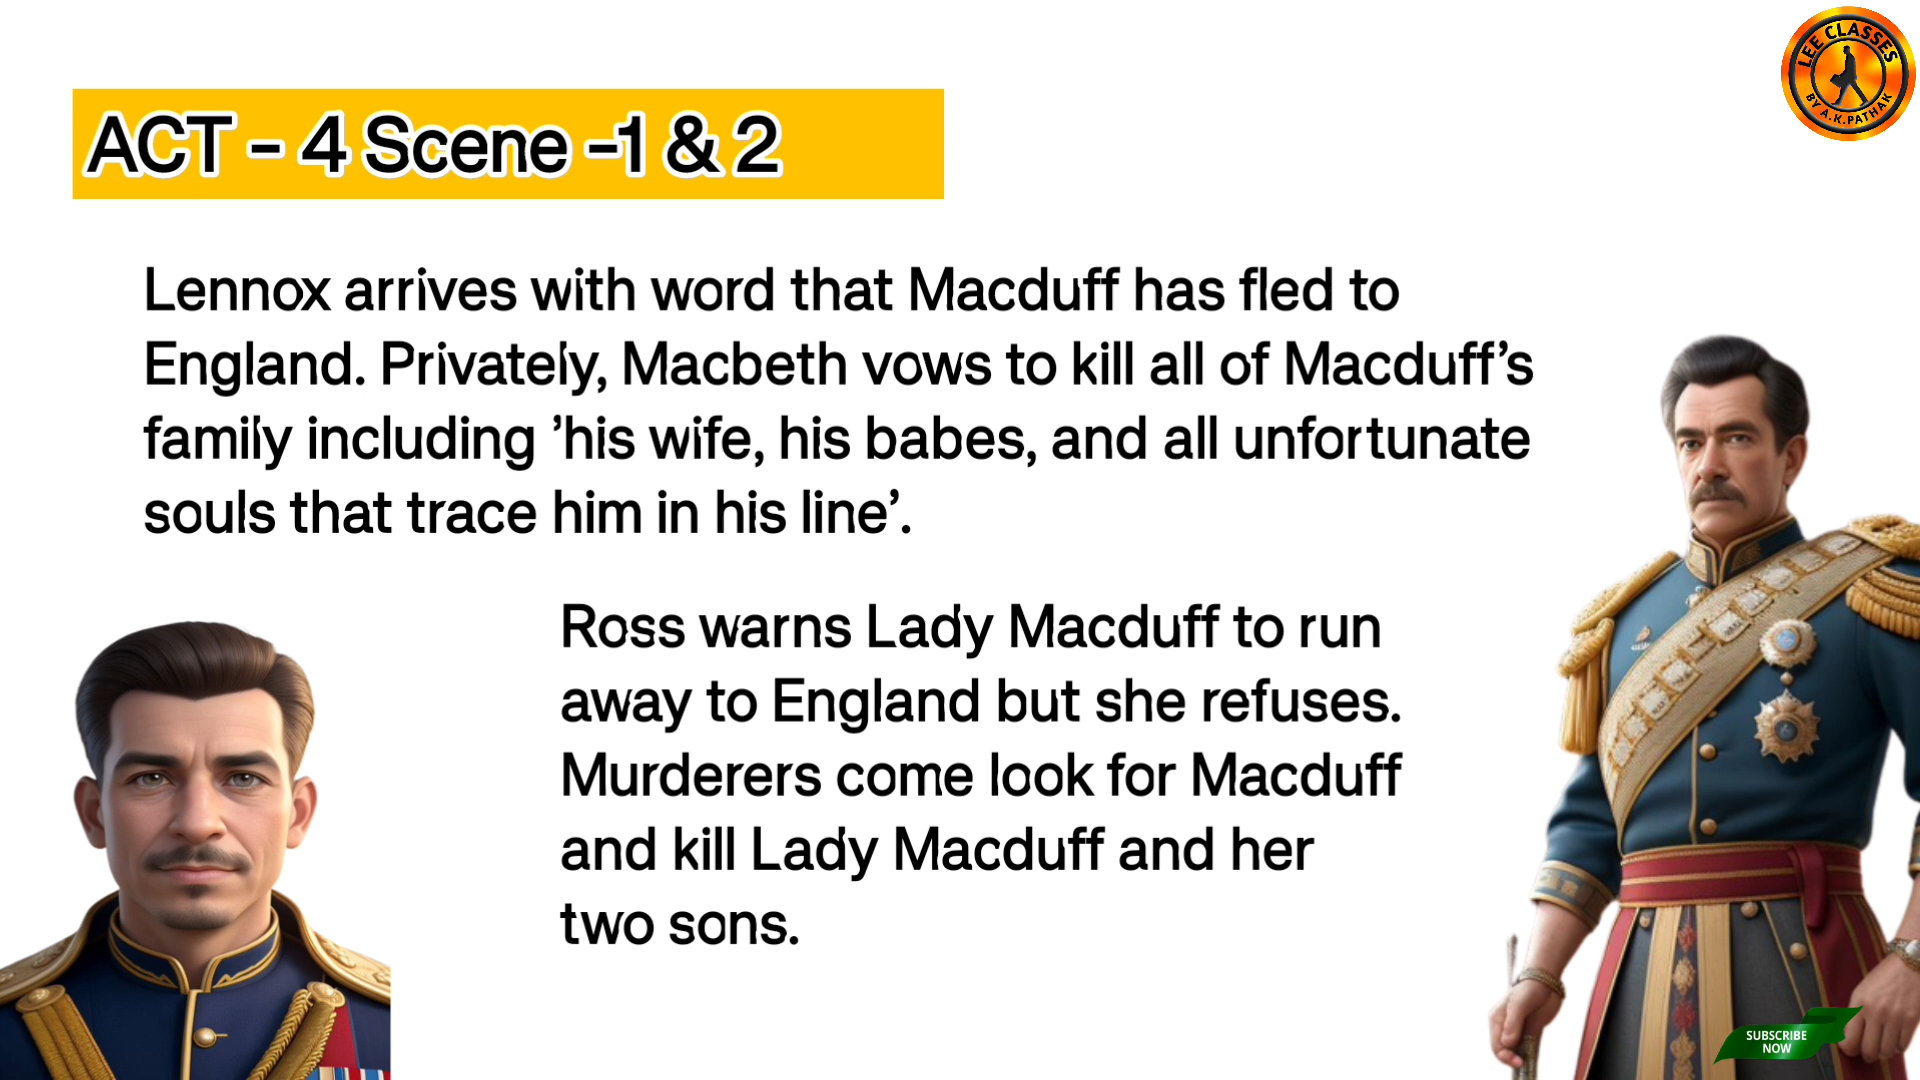 LEE CLASSES
BY A.K.PATHAK
ACT - 4 Scene -1 & 2
Lennox arrives with word that Macduff has fled to
England. Privately, Macbeth vows to kill all of Macduff’s
family including ’his wife, his babes, and all unfortunate
souls that trace him in his line’.
Ross warns Lady Macduff to run
away to England but she refuses.
Murderers come look for Macduff
and kill Lady Macduff and her
two sons.
SUBSCRIBE
NOW